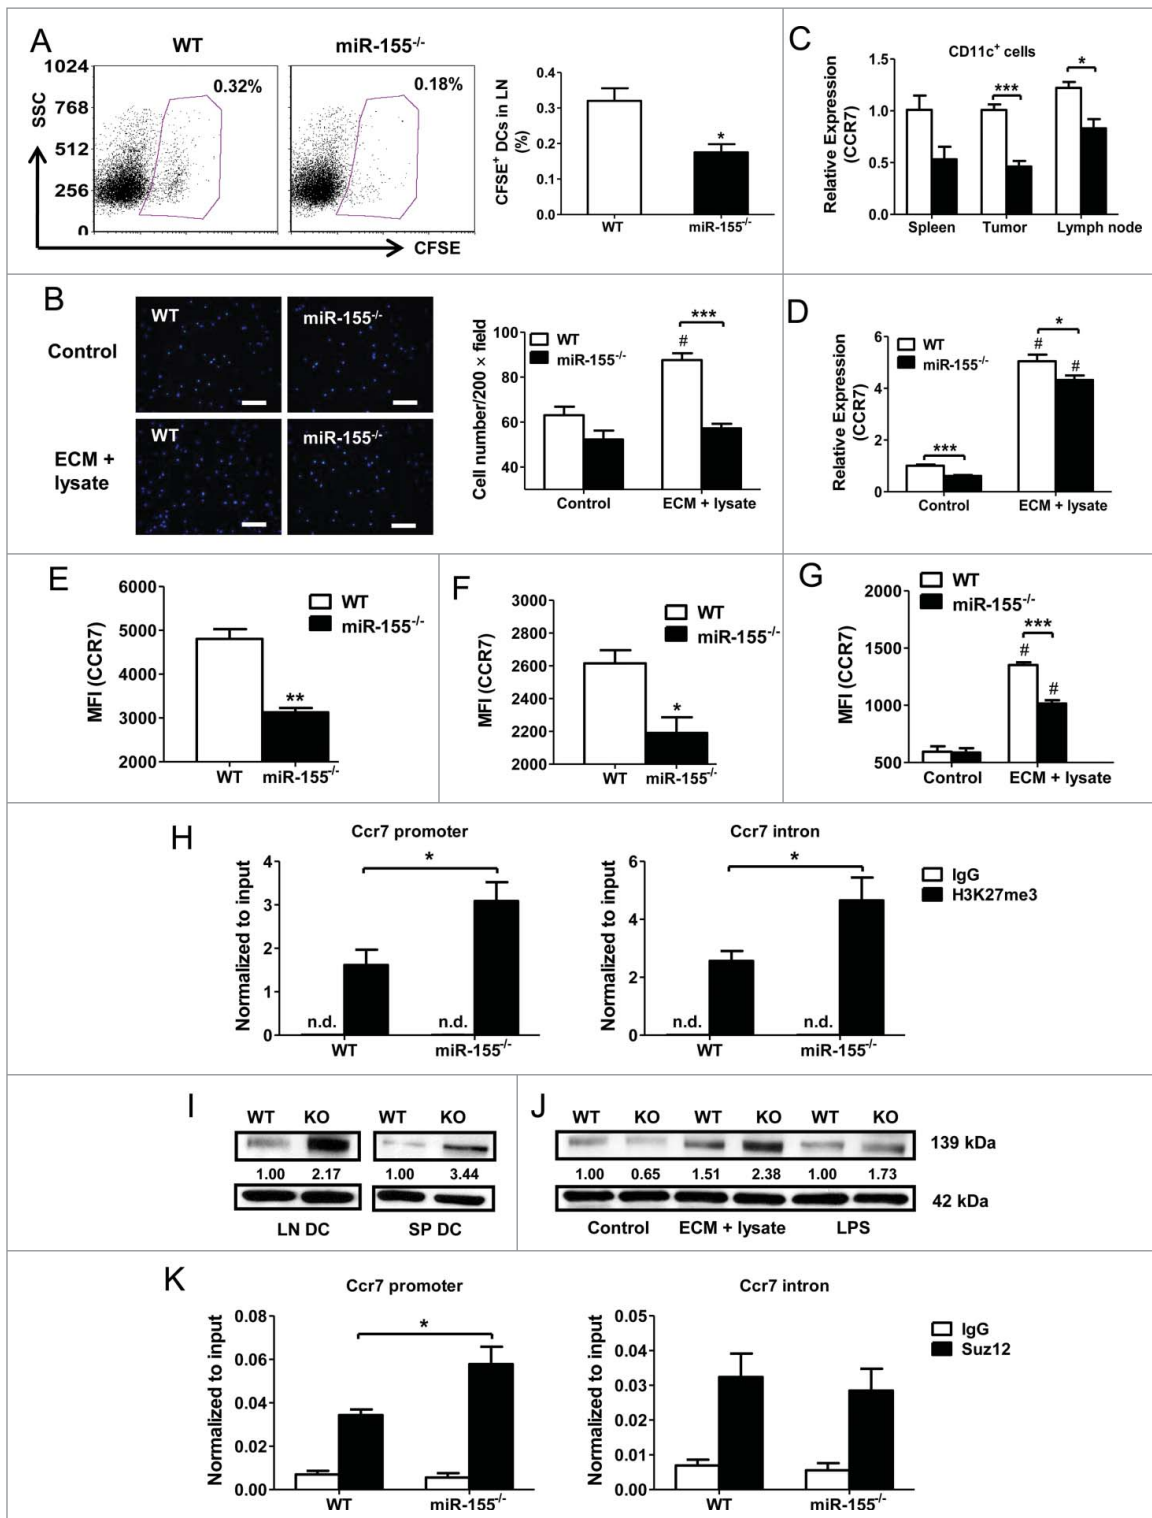 A
WT
miR-155-/-
1024
768
512
256
0
SSC
CFSE
0.32%
0.18%
CFSE+ DCs in LN
(%)
0.4
0.3
0.2
0.1
0.0
*
WT
miR-155-/-
C
CD11c+ cells
Relative Expression
(CCR7)
1.5
1.0
0.5
0.0
***
*
Spleen
Tumor
Lymph node
B
Control
ECM +
lysate
WT
miR-155-/-
WT
miR-155-/-
Cell number/200 × field
100
80
60
40
WT
miR-155-/-
***
#
Control
ECM + lysate
D
Relative Expression
(CCR7)
6
4
2
0
WT
miR-155-/-
***
*
#
#
Control
ECM + lysate
E
MFI (CCR7)
6000
5000
4000
3000
2000
WT
miR-155-/-
**
WT
miR-155-/-
F
MFI (CCR7)
3000
2800
2600
2400
2200
2000
WT
miR-155-/-
*
WT
miR-155-/-
G
MFI (CCR7)
2000
1500
1000
500
WT
miR-155-/-
***
#
#
Control
ECM + lysate
H
Ccr7 promoter
Normalized to input
4
3
2
1
0
*
n.d.
n.d.
WT
miR-155-/-
Ccr7 intron
Normalized to input
6
4
2
0
*
n.d.
n.d.
WT
miR-155-/-
IgG
H3K27me3
I
WT KO WT KO
1.00 2.17 1.00 3.44
LN DC SP DC
J
WT KO WT KO WT KO
139 kDa
1.00 0.65 1.51 2.38 1.00 1.73
42 kDa
Control ECM + lysate LPS
K
Ccr7 promoter
Normalized to input
0.08
0.06
0.04
0.02
0.00
*
WT
miR-155-/-
Ccr7 intron
Normalized to input
0.05
0.04
0.03
0.02
0.01
0.00
WT
miR-155-/-
IgG
Suz12